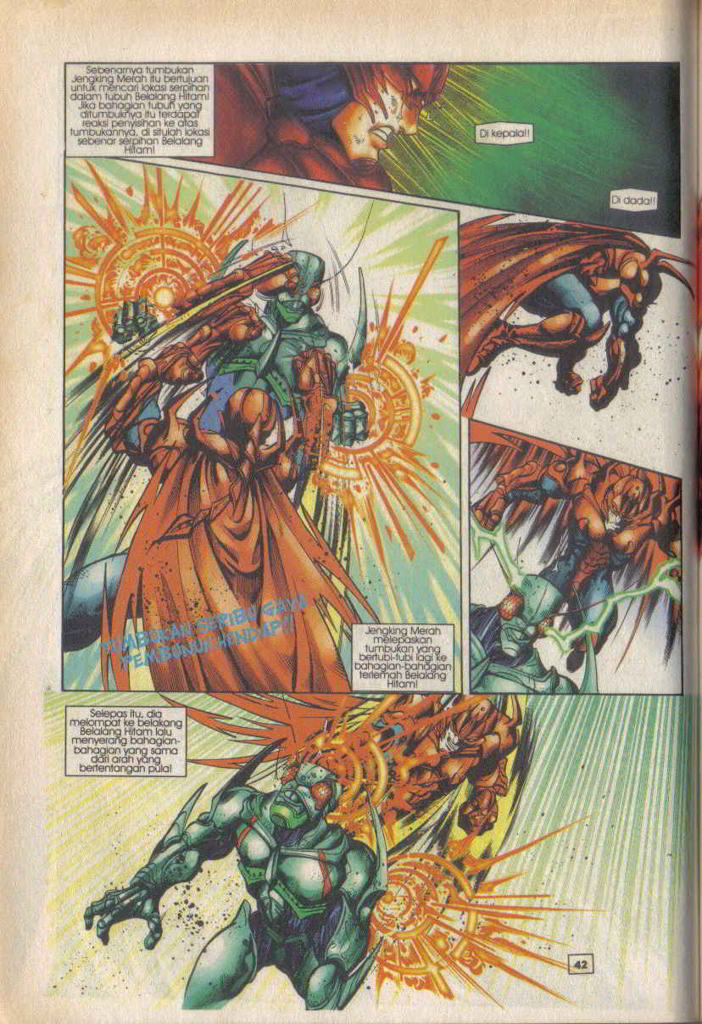 Sebenarnya tumbukan
Jengking Merah itu bertujuan
untuk mencari lokasi serpihan
dalam tubuh Belalang Hitam!
Jika bahagian tubuh yang
ditumbuknya itu terdapat
reaksi penyisihan ke atas
tumbukannya, di situlah lokasi
sebenar serpihan Belalang
Hitam!
Di kepala!!
Di dada!!
TUMBUKAN SERIBU GAYA
PEMBUNUH HINDAP!!
Jengking Merah
melepaskan
tumbukan yang
bertubi-tubi lagi ke
bahagian-bahagian
terlemah Belalang
Hitam!
Selepas itu, dia
melompat ke belakang
Belalang Hitam lalu
menyerang bahagian-
bahagian yang sama
dari arah yang
bertentangan pula!
42